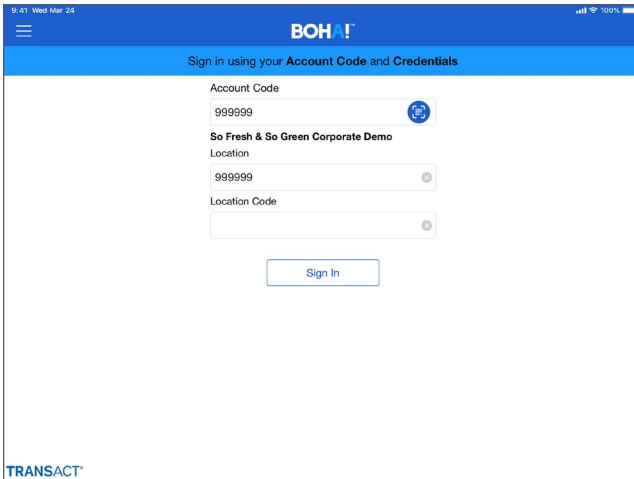 9:41 Wed Mar 24
100%
BOHA!™
Sign in using your Account Code and Credentials
Account Code
999999
So Fresh & So Green Corporate Demo
Location
999999
Location Code
Sign In
TRANSACT®